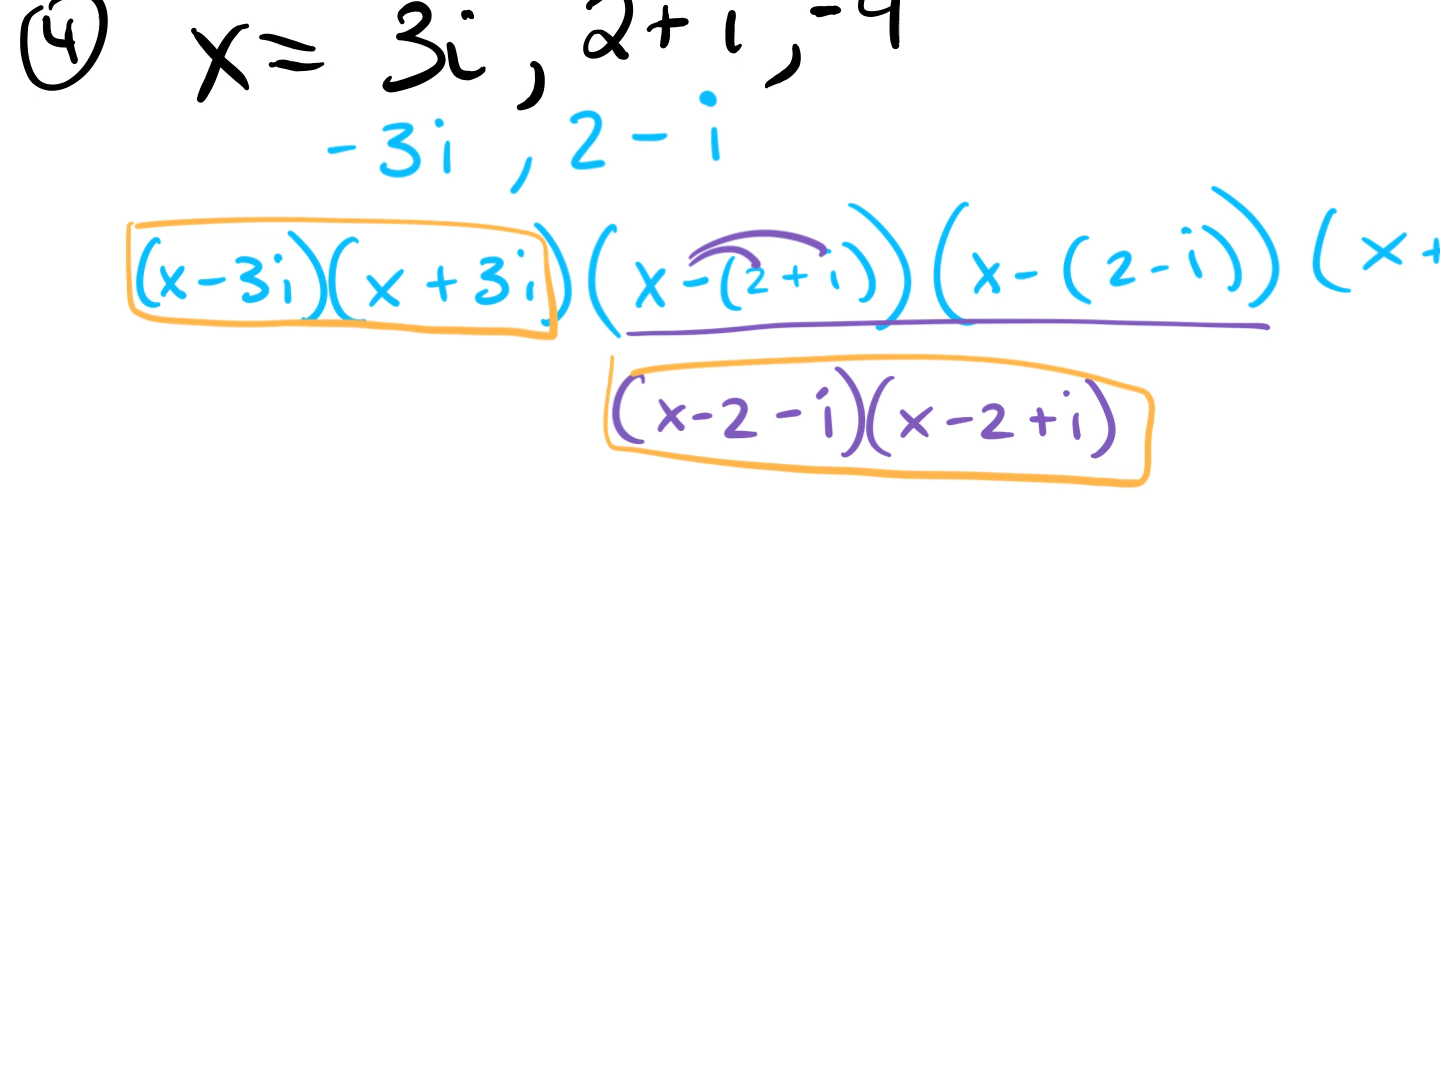 ④ x = 3i, 2+i, -4
-3i, 2-i
(x-3i)(x+3i)(x-(2+i))(x-(2-i))(x+
(x-2-i)(x-2+i)